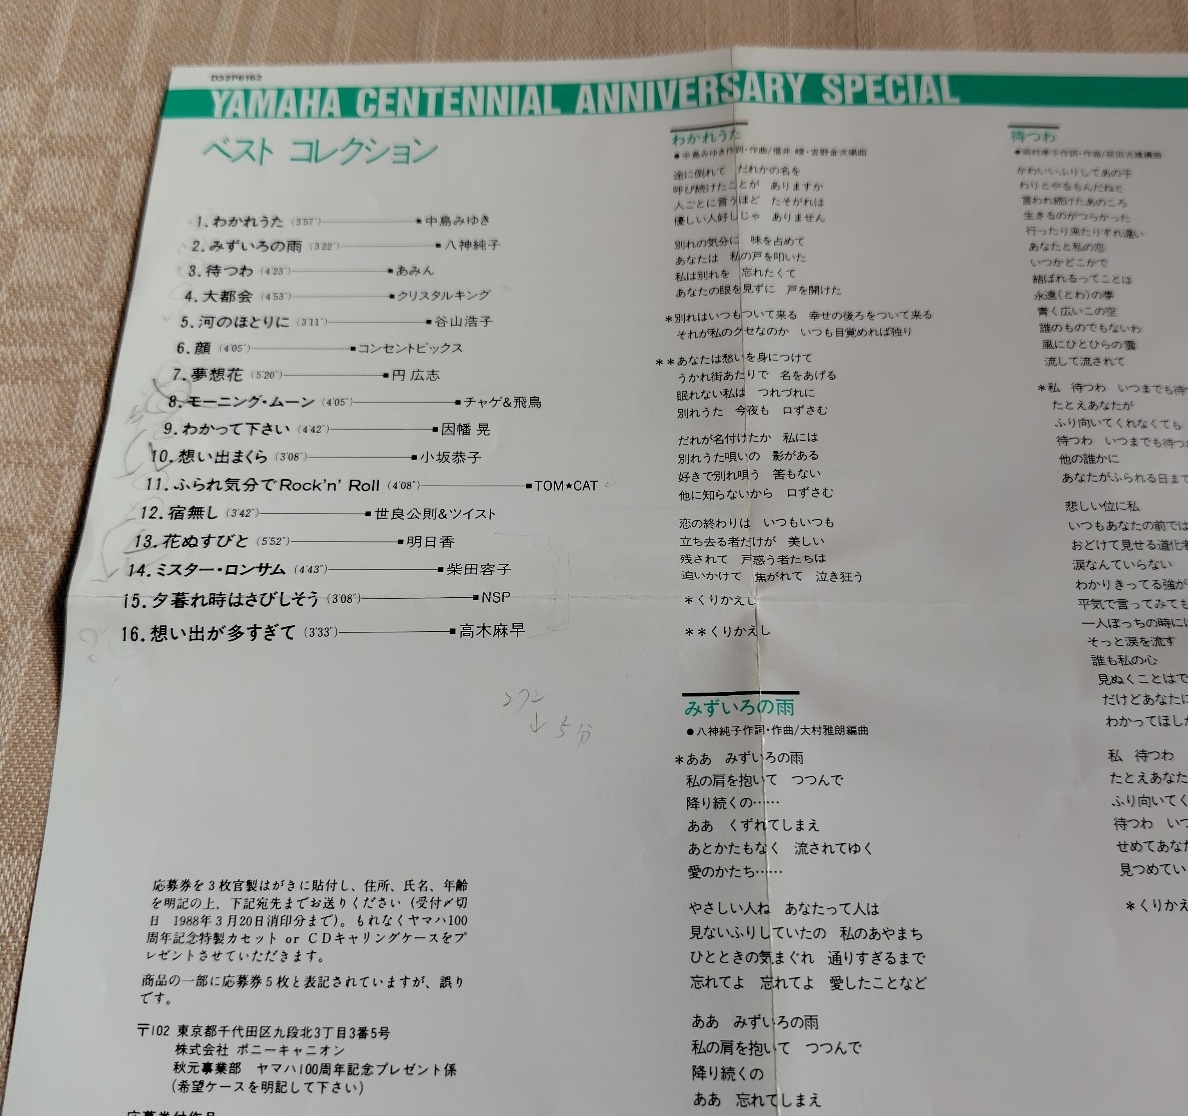 D32P6162
YAMAHA CENTENNIAL ANNIVERSARY SPECIAL
ベスト コレクション
1.わかれうた(3'57")■中島みゆき
2.みずいろの雨(3'22")■八神純子
3.待つわ(4'23")■あみん
4.大都会(4'53")■クリスタルキング
5.河のほとりに(3'11")■谷山浩子
6.顔(4'05")■コンセントピックス
7.夢想花(5'20")■円 広志
8.モーニング・ムーン(4'05")■チャゲ&飛鳥
9.わかって下さい(4'42")■因幡 晃
10.想い出まくら(3'08")■小坂恭子
11.ふられ気分でRock'n' Roll(4'08")■TOM★CAT
12.宿無し(3'42")■世良公則&ツイスト
13.花ぬすびと(5'52")■明日香
14.ミスター・ロンサム(4'43")■柴田容子
15.夕暮れ時はさびしそう(3'08")■NSP
16.想い出が多すぎて(3'33")■高木麻早
↓5分
応募券を3枚官製はがきに貼付し、住所、氏名、年齢
を明記の上、下記宛先までお送りください(受付〆切
日 1988年3月20日消印分まで)。もれなくヤマハ100
周年記念特製カセット or CDキャリングケースをプ
レゼントさせていただきます。
商品の一部に応募券5枚と表記されていますが、誤り
です。
〒102 東京都千代田区九段北3丁目3番5号
株式会社 ポニーキャニオン
秋元事業部 ヤマハ100周年記念プレゼント係
(希望ケースを明記して下さい)
応募券付作品
わかれうた
●中島みゆき作詞・作曲/福井 峻・吉野金次編曲
途に倒れて だれかの名を
呼び続けたことが ありますか
人ごとに言うほど たそがれは
優しい人好しじゃ ありません
別れの気分に 味を占めて
あなたは 私の戸を叩いた
私は別れを 忘れたくて
あなたの眼を見ずに 戸を開けた
*別れはいつもついて来る 幸せの後ろをついて来る
それが私のクセなのか いつも目覚めれば独り
**あなたは愁いを身につけて
うかれ街あたりで 名をあげる
眠れない私は つれづれに
別れうた 今夜も 口ずさむ
だれが名付けたか 私には
別れうた唄いの 影がある
好きで別れ唄う 筈もない
他に知らないから 口ずさむ
恋の終わりは いつもいつも
立ち去る者だけが 美しい
残されて 戸惑う者たちは
追いかけて 焦がれて 泣き狂う
*くりかえし
**くりかえし
みずいろの雨
●八神純子作詞・作曲/大村雅朗編曲
*ああ みずいろの雨
私の肩を抱いて つつんで
降り続くの……
ああ くずれてしまえ
あとかたもなく 流されてゆく
愛のかたち……
やさしい人ね あなたって人は
見ないふりしていたの 私のあやまち
ひとときの気まぐれ 通りすぎるまで
忘れてよ 忘れてよ 愛したことなど
ああ みずいろの雨
私の肩を抱いて つつんで
降り続くの
ああ 忘れてしまえ
待つわ
●岡村孝子作詞・作曲/萩田光雄編曲
かわいいふりしてあの子
わりとやるもんだねと
言われ続けたあのころ
生きるのがつらかった
行ったり来たりすれ違い
あなたと私の恋
いつかどこかで
結ばれるってことは
永遠(とわ)の夢
青く広いこの空
誰のものでもないわ
風にひとひらの雲
流して流されて
*私 待つわ いつまでも待つ
たとえあなたが
ふり向いてくれなくても
待つわ いつまでも待つ
他の誰かに
あなたがふられる日まで
悲しい位に私
いつもあなたの前では
おどけて見せる道化者
涙なんていらない
わかりきってる強が
平気で言ってみても
一人ぼっちの時には
そっと涙を流す
誰も私の心
見ぬくことはで
だけどあなたに
わかってほし
私 待つわ
たとえあなた
ふり向いてく
待つわ いつ
せめてあな
見つめてい
*くりかえ